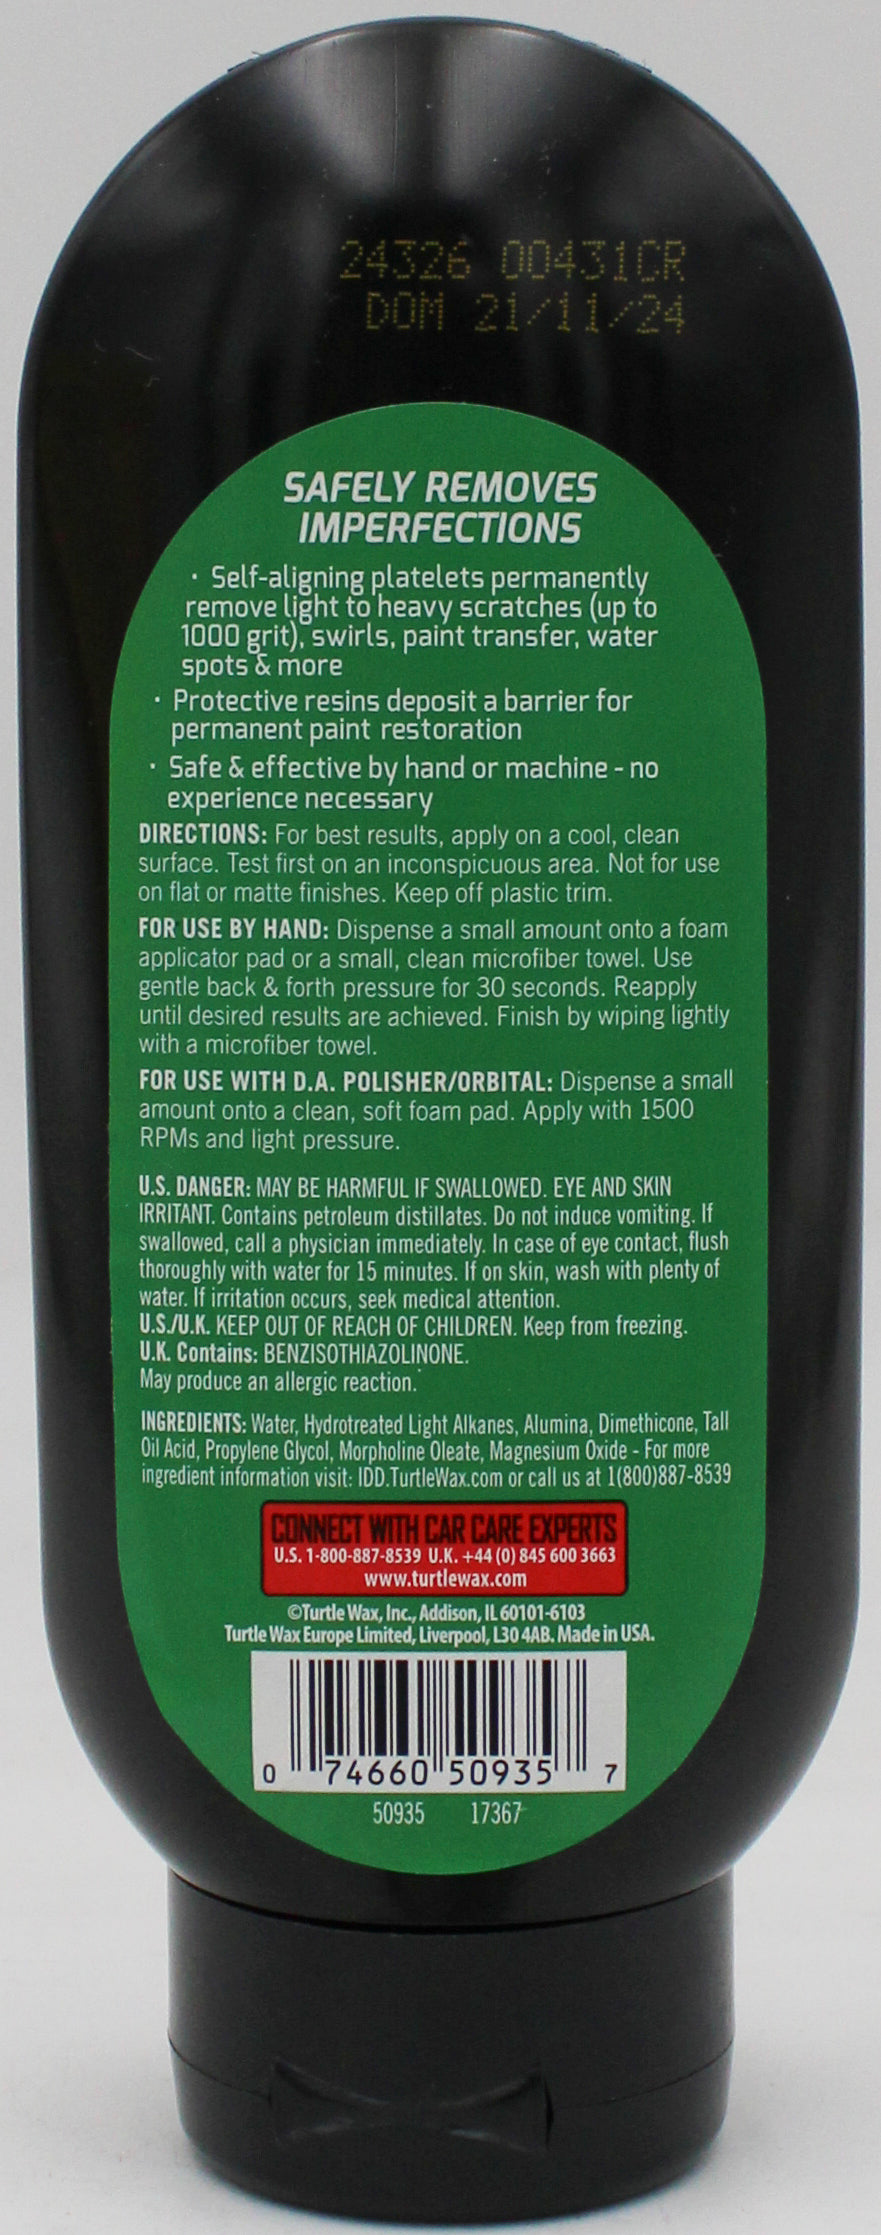 24326 00431CR
DOM 21/11/24
SAFELY REMOVES
IMPERFECTIONS
· Self-aligning platelets permanently
remove light to heavy scratches (up to
1000 grit), swirls, paint transfer, water
spots & more
· Protective resins deposit a barrier for
permanent paint restoration
· Safe & effective by hand or machine - no
experience necessary
DIRECTIONS: For best results, apply on a cool, clean
surface. Test first on an inconspicuous area. Not for use
on flat or matte finishes. Keep off plastic trim.
FOR USE BY HAND: Dispense a small amount onto a foam
applicator pad or a small, clean microfiber towel. Use
gentle back & forth pressure for 30 seconds. Reapply
until desired results are achieved. Finish by wiping lightly
with a microfiber towel.
FOR USE WITH D.A. POLISHER/ORBITAL: Dispense a small
amount onto a clean, soft foam pad. Apply with 1500
RPMs and light pressure.
U.S. DANGER: MAY BE HARMFUL IF SWALLOWED. EYE AND SKIN
IRRITANT. Contains petroleum distillates. Do not induce vomiting. If
swallowed, call a physician immediately. In case of eye contact, flush
thoroughly with water for 15 minutes. If on skin, wash with plenty of
water. If irritation occurs, seek medical attention.
U.S./U.K. KEEP OUT OF REACH OF CHILDREN. Keep from freezing.
U.K. Contains: BENZISOTHIAZOLINONE.
May produce an allergic reaction.
INGREDIENTS: Water, Hydrotreated Light Alkanes, Alumina, Dimethicone, Tall
Oil Acid, Propylene Glycol, Morpholine Oleate, Magnesium Oxide - For more
ingredient information visit: IDD.TurtleWax.com or call us at 1(800)887-8539
CONNECT WITH CAR CARE EXPERTS
U.S. 1-800-887-8539 U.K. +44 (0) 845 600 3663
www.turtlewax.com
©Turtle Wax, Inc., Addison, IL 60101-6103
Turtle Wax Europe Limited, Liverpool, L30 4AB. Made in USA.
0 74660 50935 7
50935 17367